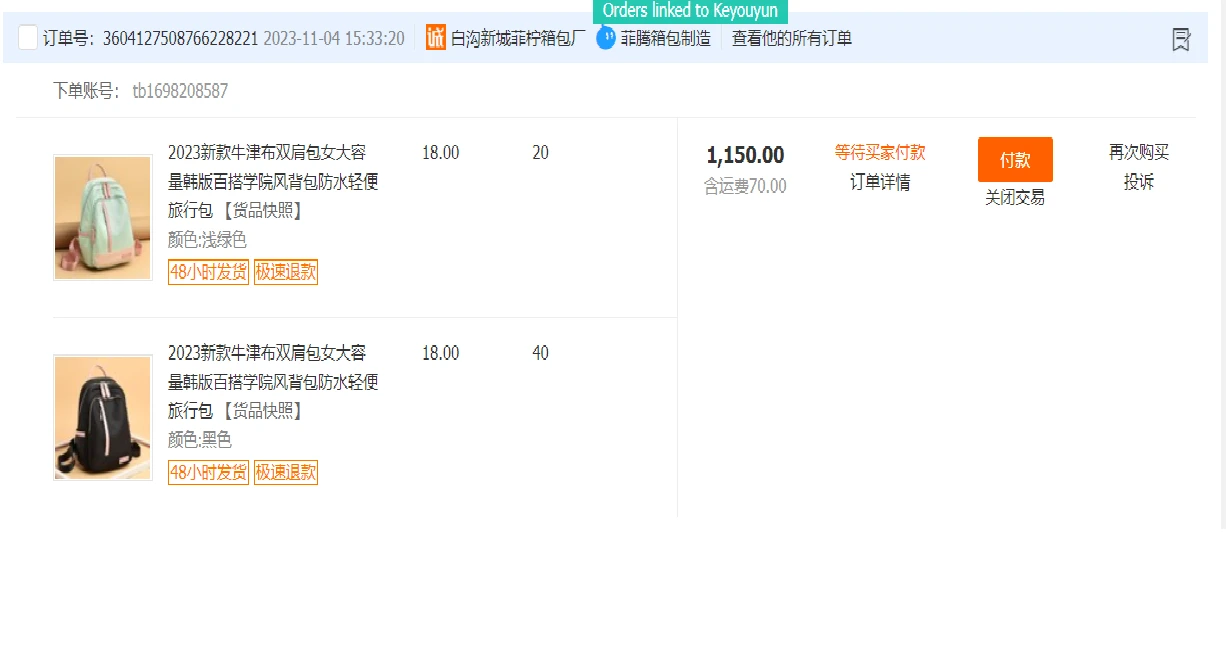 Orders linked to Keyouyun
订单号：3604127508766228221 2023-11-04 15:33:20 诚 白沟新城菲柠箱包厂 菲腾箱包制造 查看他的所有订单
下单账号： tb1698208587
2023新款牛津布双肩包女大容 18.00 20 1,150.00 等待买家付款 付款 再次购买
量韩版百搭学院风背包防水轻便 含运费70.00 订单详情 关闭交易 投诉
旅行包 【货品快照】
颜色:浅绿色
48小时发货 极速退款
2023新款牛津布双肩包女大容 18.00 40
量韩版百搭学院风背包防水轻便
旅行包 【货品快照】
颜色:黑色
48小时发货 极速退款